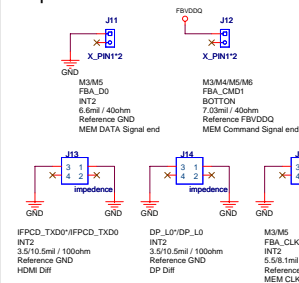 FBVDDQ
J11
J12
X_PIN1*2
X_PIN1*2
GND
M3/M5
FBA_D0
INT2
6.6mil / 40ohm
Reference GND
MEM DATA Signal end
M3/M4/M5/M6
FBA_CMD1
BOTTON
7.03mil / 40ohm
Reference FBVDDQ
MEM Command Signal end
J13
3 1
4 2
impedence
GND
GND
J14
3 1
4 2
impedence
GND
GND
GND
IFPCD_TXD0*/IFPCD_TXD0
INT2
3.5/10.5mil / 100ohm
Reference GND
HDMI Diff
DP_L0*/DP_L0
INT2
3.5/10.5mil / 100ohm
Reference GND
DP Diff
M3/M5
FBA_CLK
INT2
5.5/8.1mil
Reference
MEM CLK